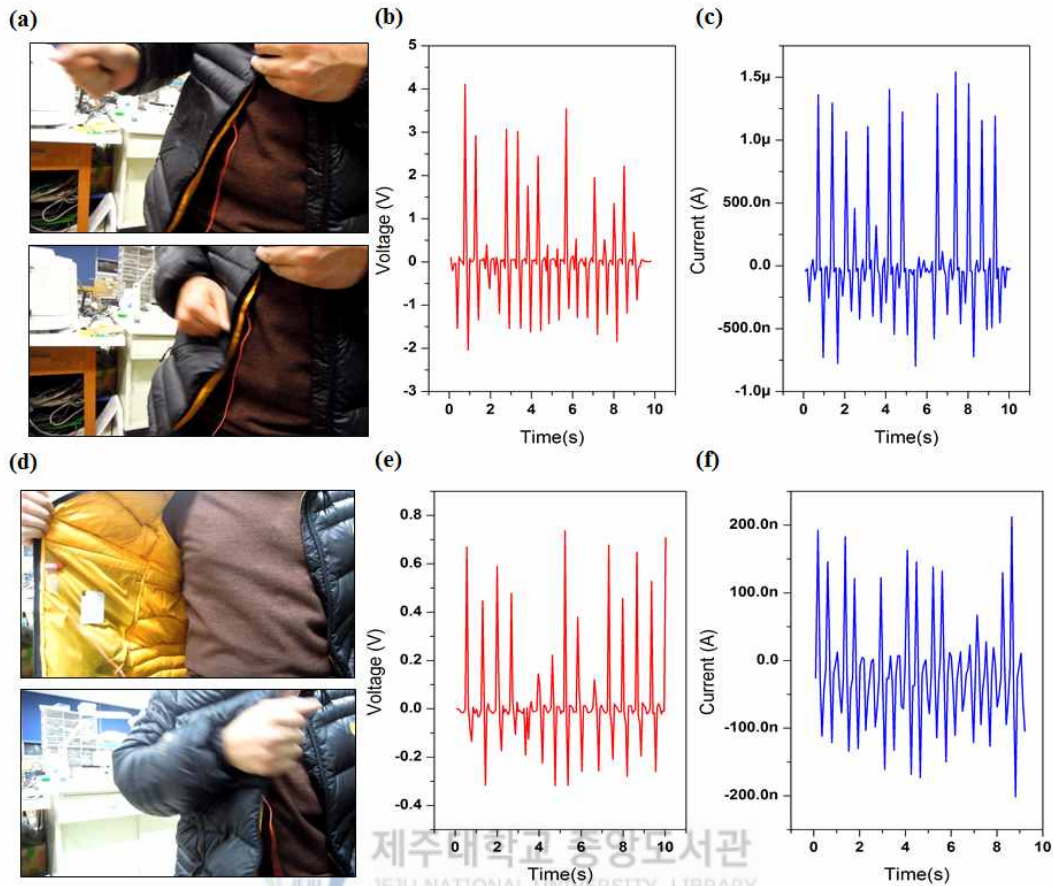 (a)
(b)
(c)
5
4
3
2
1
0
-1
-2
-3
Voltage (V)
0 2 4 6 8 10
Time(s)
1.5µ
1.0µ
500.0n
0.0
-500.0n
-1.0µ
Current (A)
0 2 4 6 8 10
Time(s)
(d)
(e)
(f)
0.8
0.6
0.4
0.2
0.0
-0.2
-0.4
Voltage (V)
0 2 4 6 8 10
Time(s)
200.0n
100.0n
0.0
-100.0n
-200.0n
Current (A)
0 2 4 6 8 10
Time(s)
제주대학교 중앙도서관
JEJU NATIONAL UNIVERSITY LIBRARY